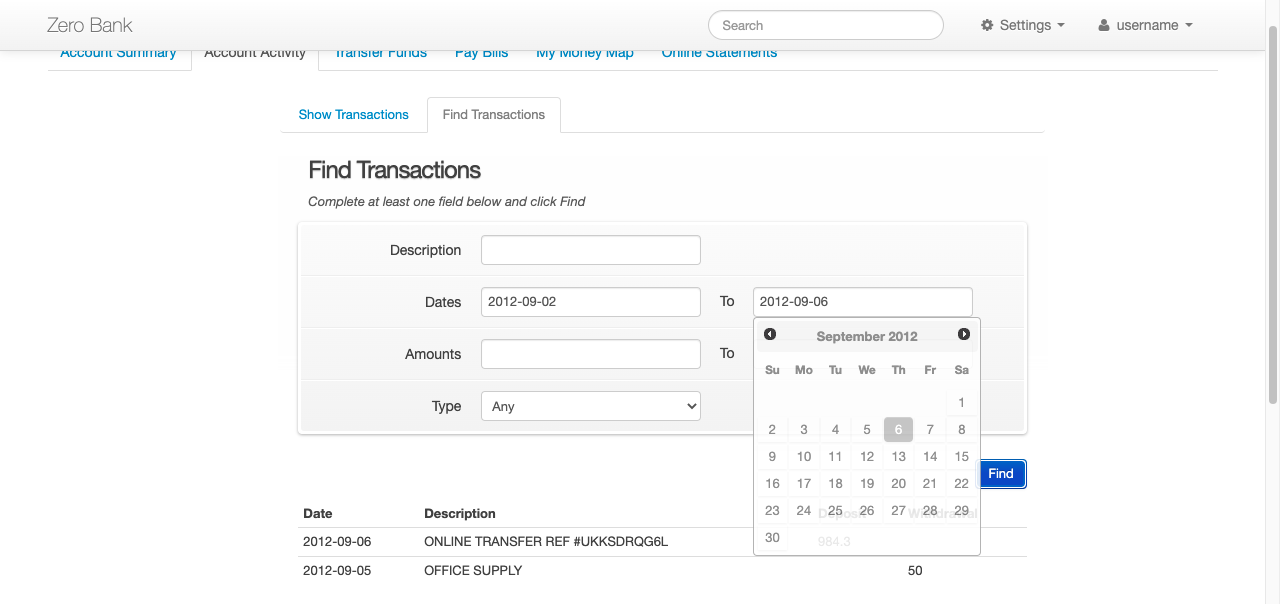 Zero Bank Search Settings username
Account Summary Account Activity Transfer Funds Pay Bills My Money Map Online Statements
Show Transactions Find Transactions
Find Transactions
Complete at least one field below and click Find
Description
Dates 2012-09-02 To 2012-09-06
September 2012
Amounts To
Su Mo Tu We Th Fr Sa
Type Any
1
2 3 4 5 6 7 8
9 10 11 12 13 14 15
16 17 18 19 20 21 22
Find
23 24 25 26 27 28 29
30
Date Description Deposit Withdrawal
2012-09-06 ONLINE TRANSFER REF #UKKSDRQG6L 984.3
2012-09-05 OFFICE SUPPLY 50